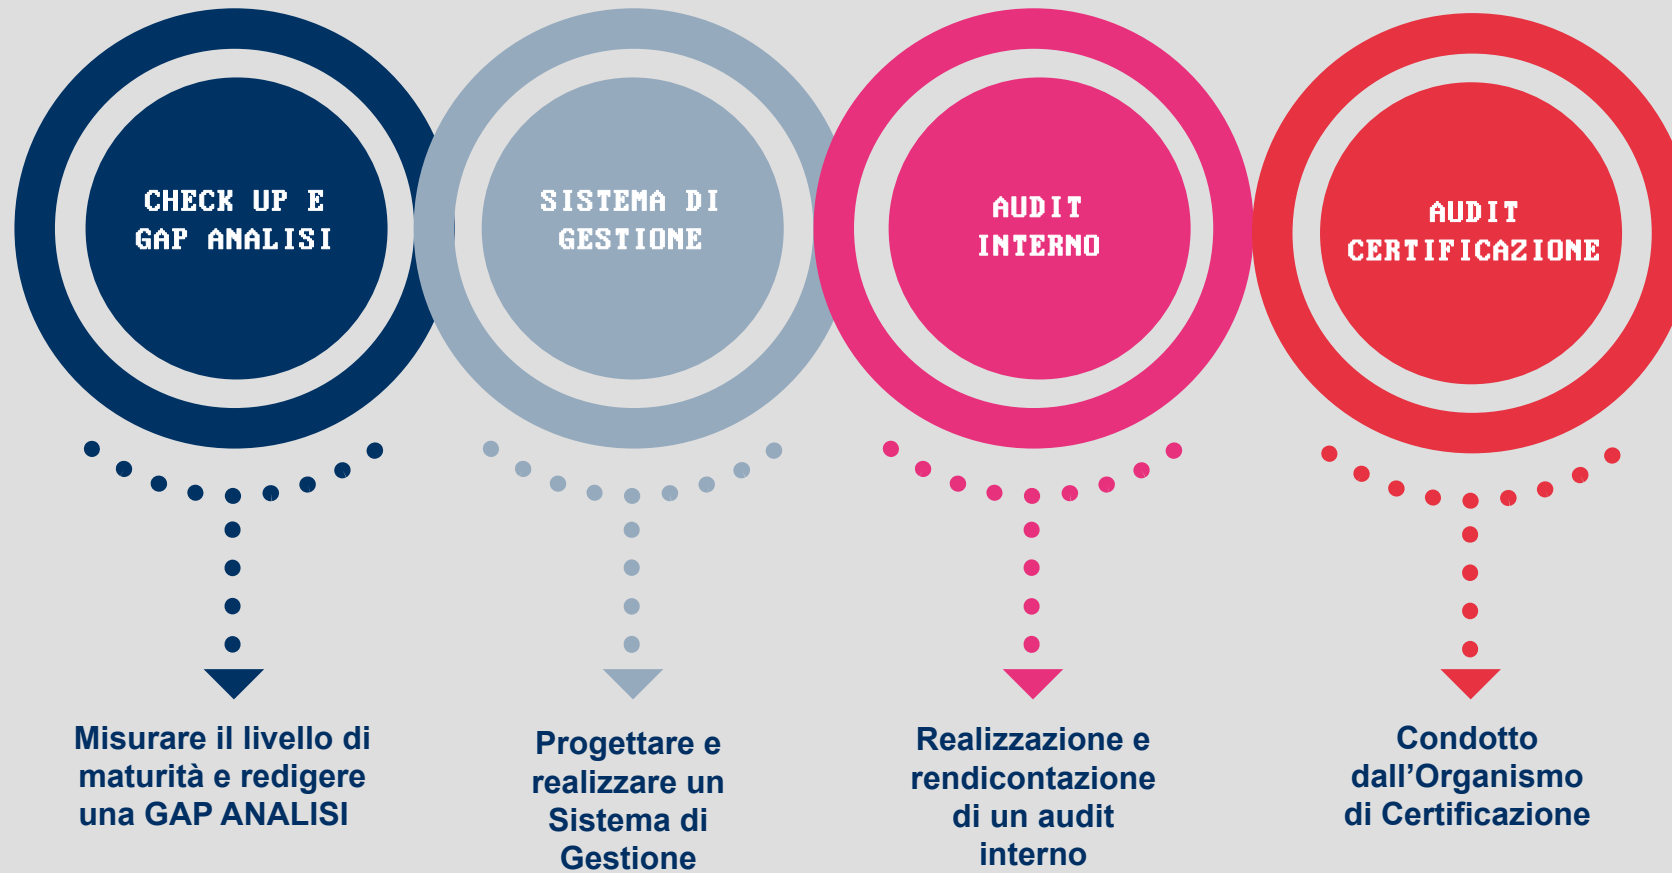 CHECK UP E
GAP ANALISI
SISTEMA DI
GESTIONE
AUDIT
INTERNO
AUDIT
CERTIFICAZIONE
Misurare il livello di
maturità e redigere
una GAP ANALISI
Progettare e
realizzare un
Sistema di
Gestione
Realizzazione e
rendicontazione
di un audit
interno
Condotto
dall’Organismo
di Certificazione